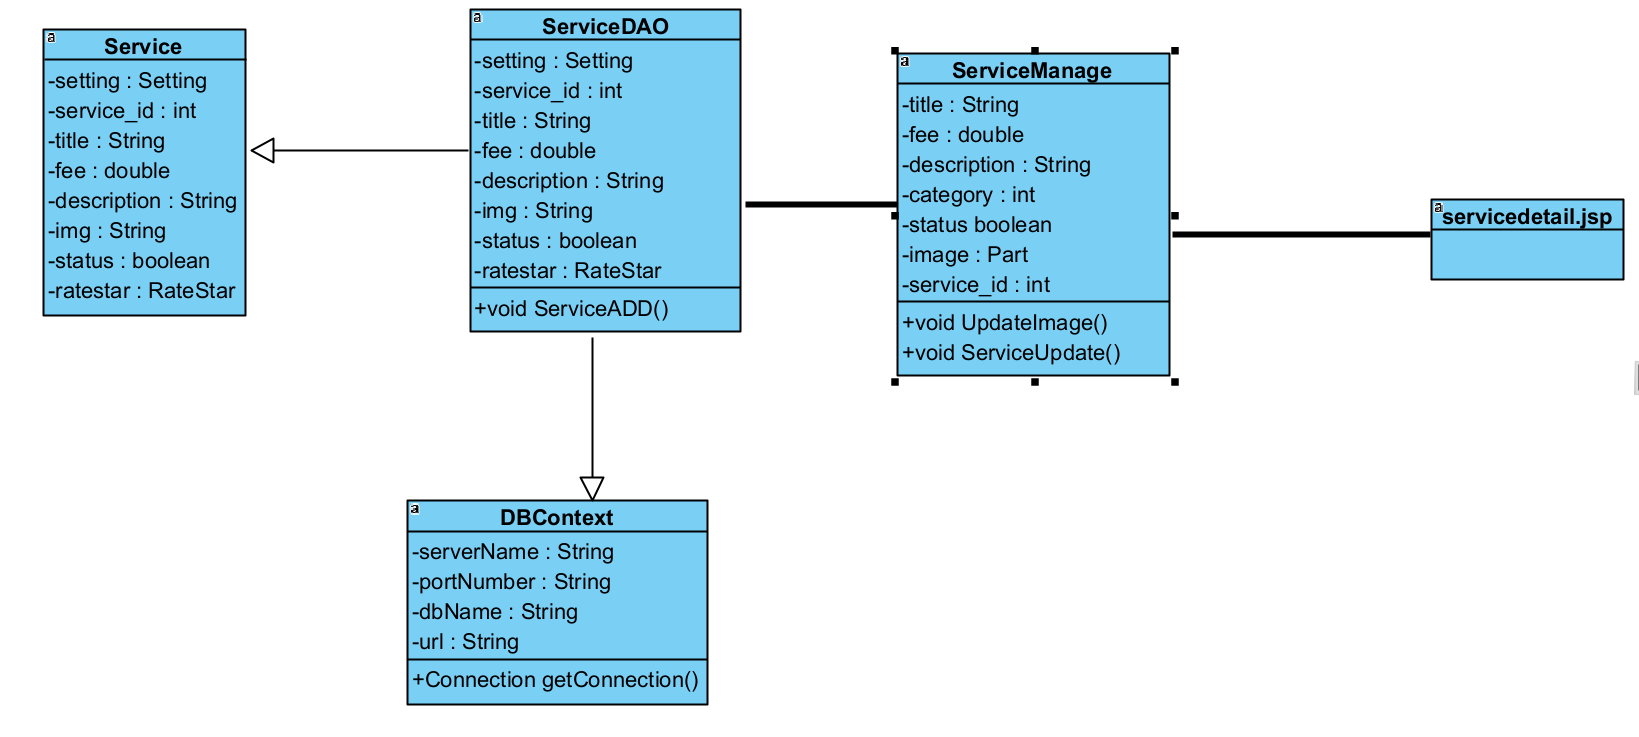 a
Service
-setting : Setting
-service_id : int
-title : String
-fee : double
-description : String
-img : String
-status : boolean
-ratestar : RateStar
a
ServiceDAO
-setting : Setting
-service_id : int
-title : String
-fee : double
-description : String
-img : String
-status : boolean
-ratestar : RateStar
+void ServiceADD()
a
ServiceManage
-title : String
-fee : double
-description : String
-category : int
-status boolean
-image : Part
-service_id : int
+void UpdateImage()
+void ServiceUpdate()
a
servicedetail.jsp
a
DBContext
-serverName : String
-portNumber : String
-dbName : String
-url : String
+Connection getConnection()